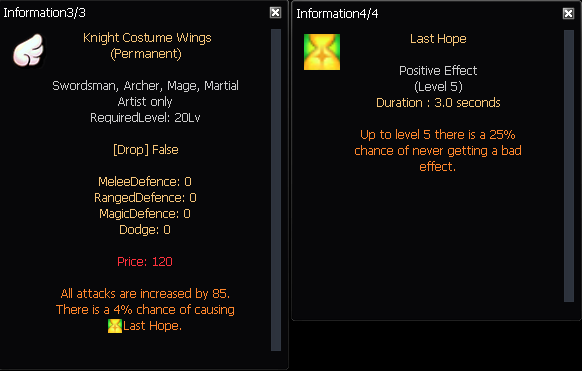 Information3/3
Knight Costume Wings
(Permanent)
Swordsman, Archer, Mage, Martial
Artist only
RequiredLevel: 20Lv
[Drop] False
MeleeDefence: 0
RangedDefence: 0
MagicDefence: 0
Dodge: 0
Price: 120
All attacks are increased by 85.
There is a 4% chance of causing
Last Hope.
Information4/4
Last Hope
Positive Effect
(Level 5)
Duration : 3.0 seconds
Up to level 5 there is a 25%
chance of never getting a bad
effect.